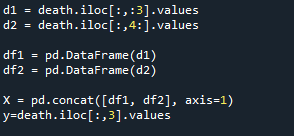 d1 = death.iloc[:,:3].values
d2 = death.iloc[:,4:].values
df1 = pd.DataFrame(d1)
df2 = pd.DataFrame(d2)
X = pd.concat([df1, df2], axis=1)
y=death.iloc[:,3].values